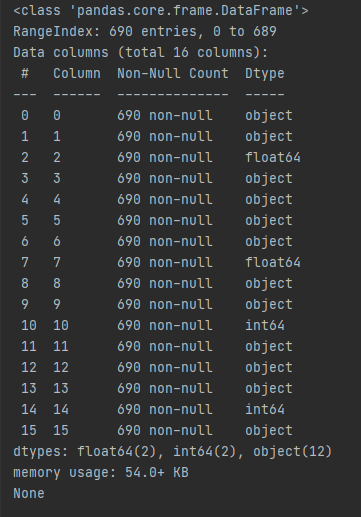 <class 'pandas.core.frame.DataFrame'>
RangeIndex: 690 entries, 0 to 689
Data columns (total 16 columns):
 #   Column  Non-Null Count  Dtype
---  ------  --------------  -----
 0   0       690 non-null    object
 1   1       690 non-null    object
 2   2       690 non-null    float64
 3   3       690 non-null    object
 4   4       690 non-null    object
 5   5       690 non-null    object
 6   6       690 non-null    object
 7   7       690 non-null    float64
 8   8       690 non-null    object
 9   9       690 non-null    object
 10  10      690 non-null    int64
 11  11      690 non-null    object
 12  12      690 non-null    object
 13  13      690 non-null    object
 14  14      690 non-null    int64
 15  15      690 non-null    object
dtypes: float64(2), int64(2), object(12)
memory usage: 54.0+ KB
None